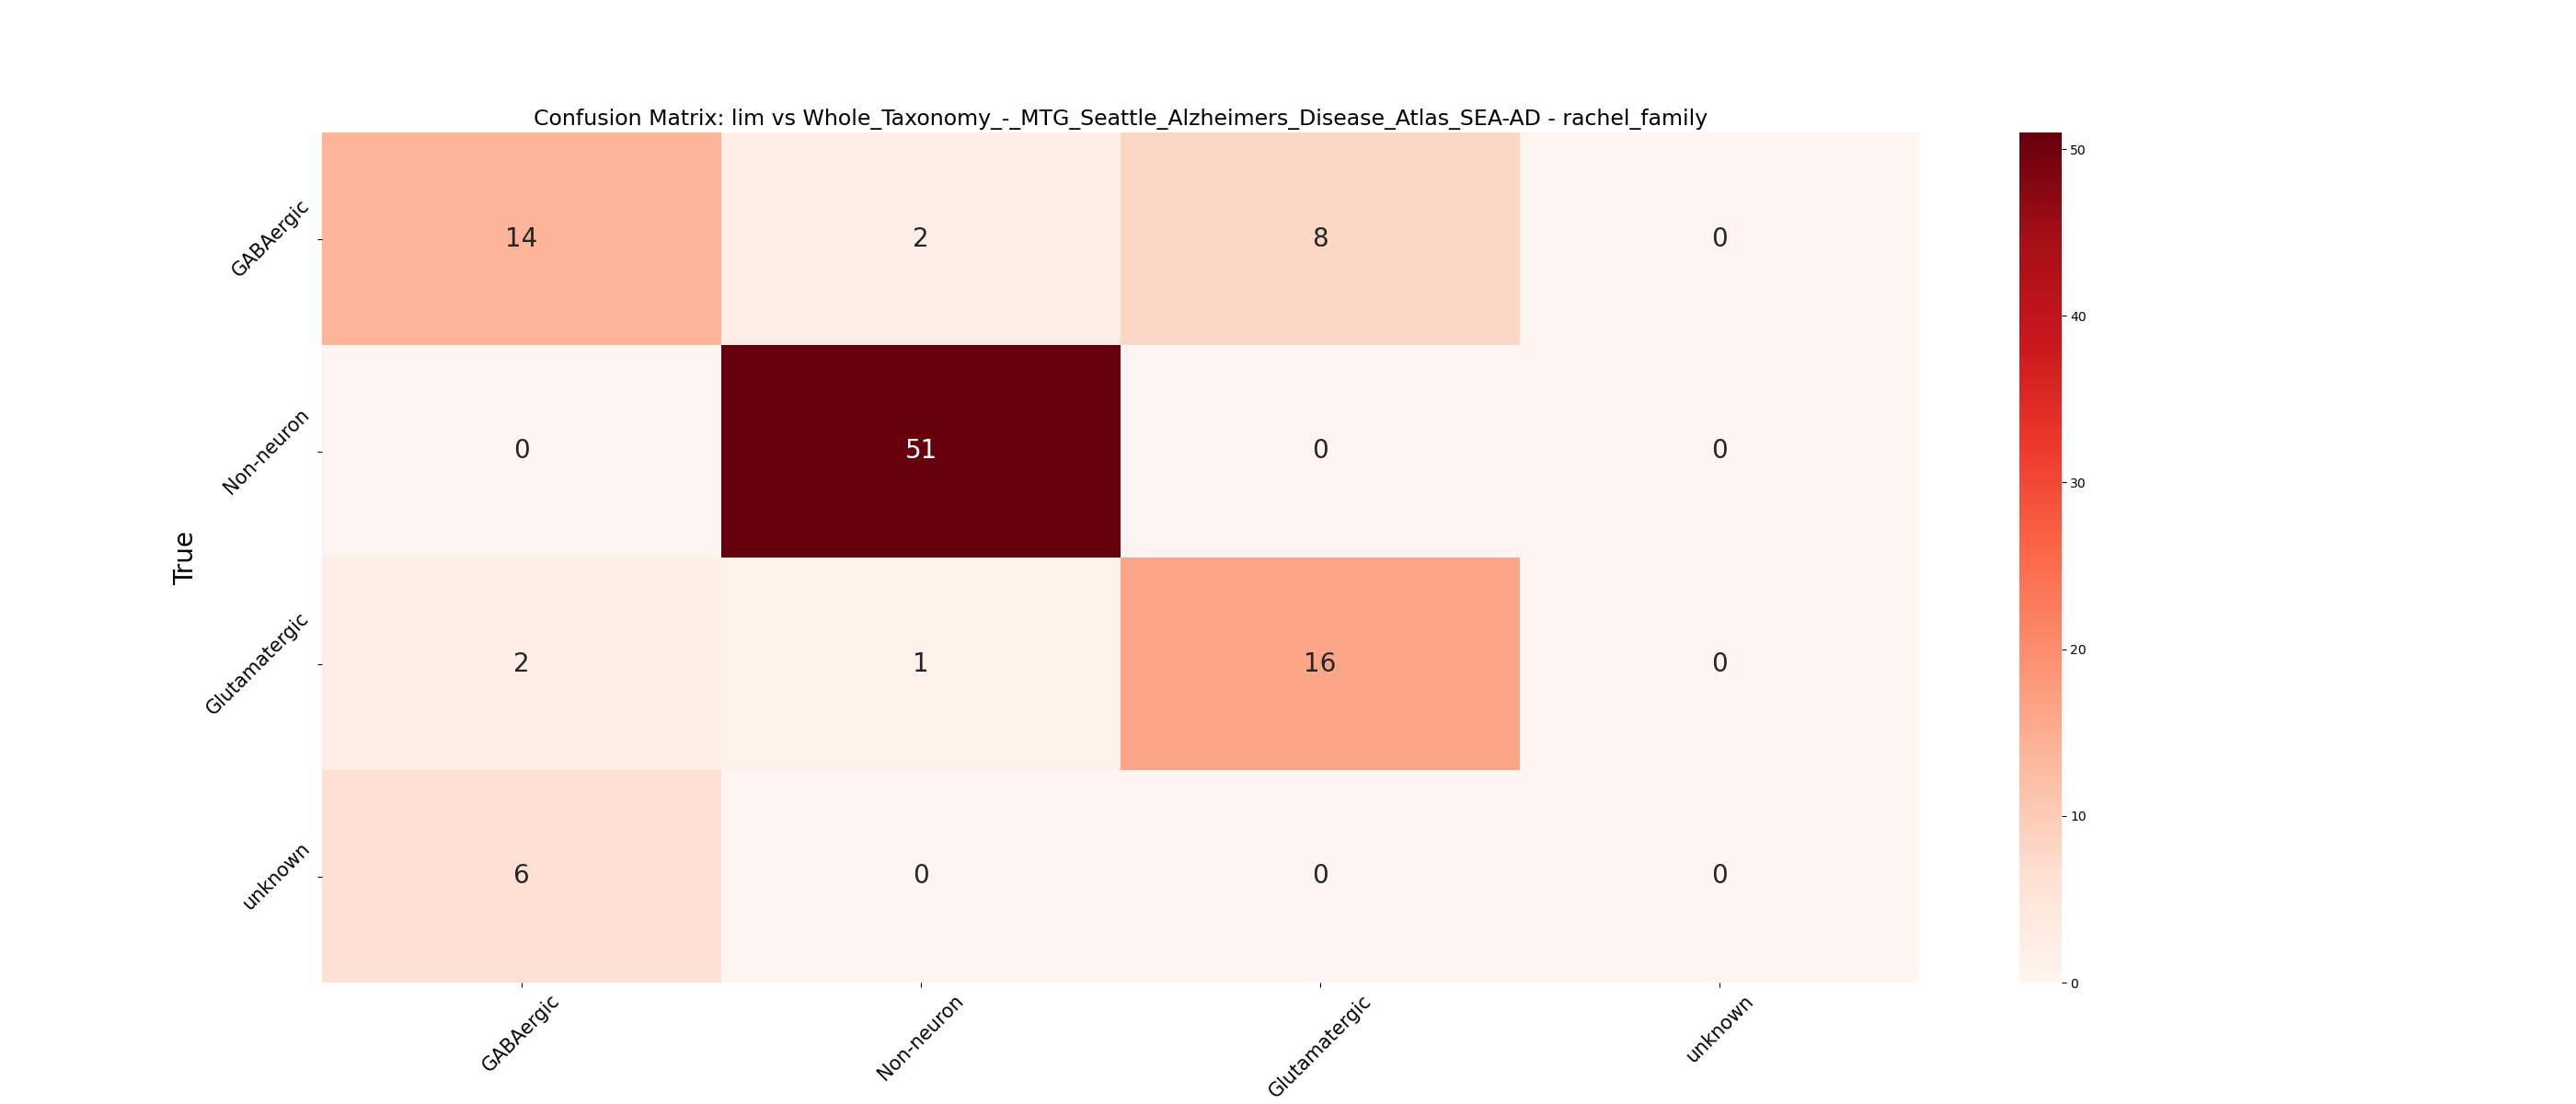 Confusion Matrix: lim vs Whole_Taxonomy_-_MTG_Seattle_Alzheimers_Disease_Atlas_SEA-AD - rachel_family
GABAergic
14 2 8 0
Non-neuron
0 51 0 0
Glutamatergic
2 1 16 0
unknown
6 0 0 0
True
GABAergic Non-neuron Glutamatergic unknown
50
40
30
20
10
0